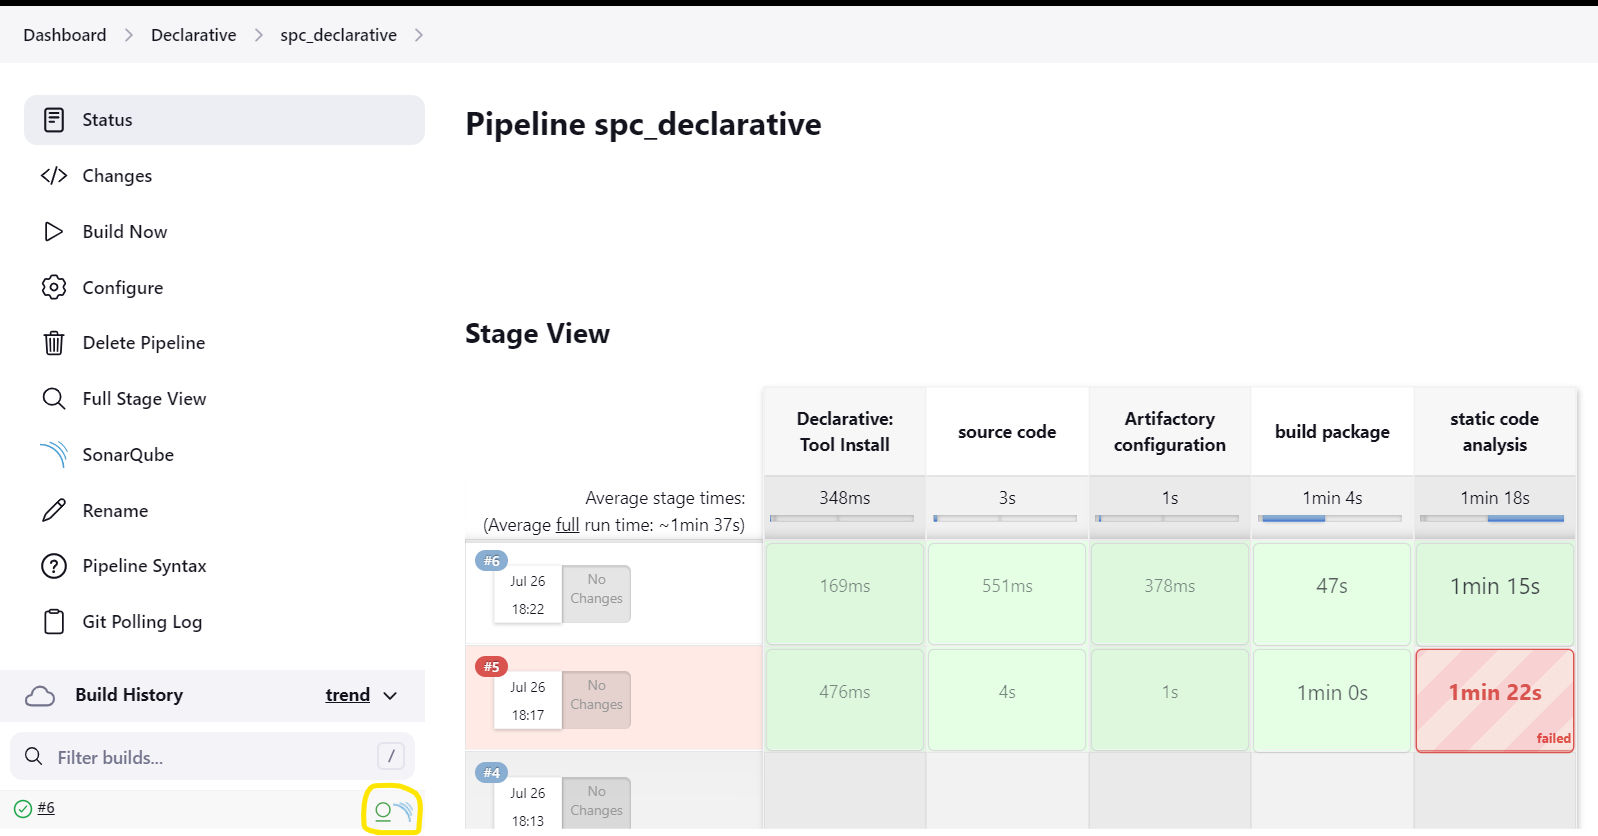 Dashboard > Declarative > spc_declarative >
Status
Changes
Build Now
Configure
Delete Pipeline
Full Stage View
SonarQube
Rename
Pipeline Syntax
Git Polling Log
Build History trend
Filter builds... /
#6
Pipeline spc_declarative
Stage View
Declarative: Tool Install
source code
Artifactory configuration
build package
static code analysis
Average stage times:
(Average full run time: ~1min 37s)
348ms 3s 1s 1min 4s 1min 18s
#6
Jul 26
18:22
No Changes
169ms 551ms 378ms 47s 1min 15s
#5
Jul 26
18:17
No Changes
476ms 4s 1s 1min 0s 1min 22s
failed
#4
Jul 26
18:13
No Changes